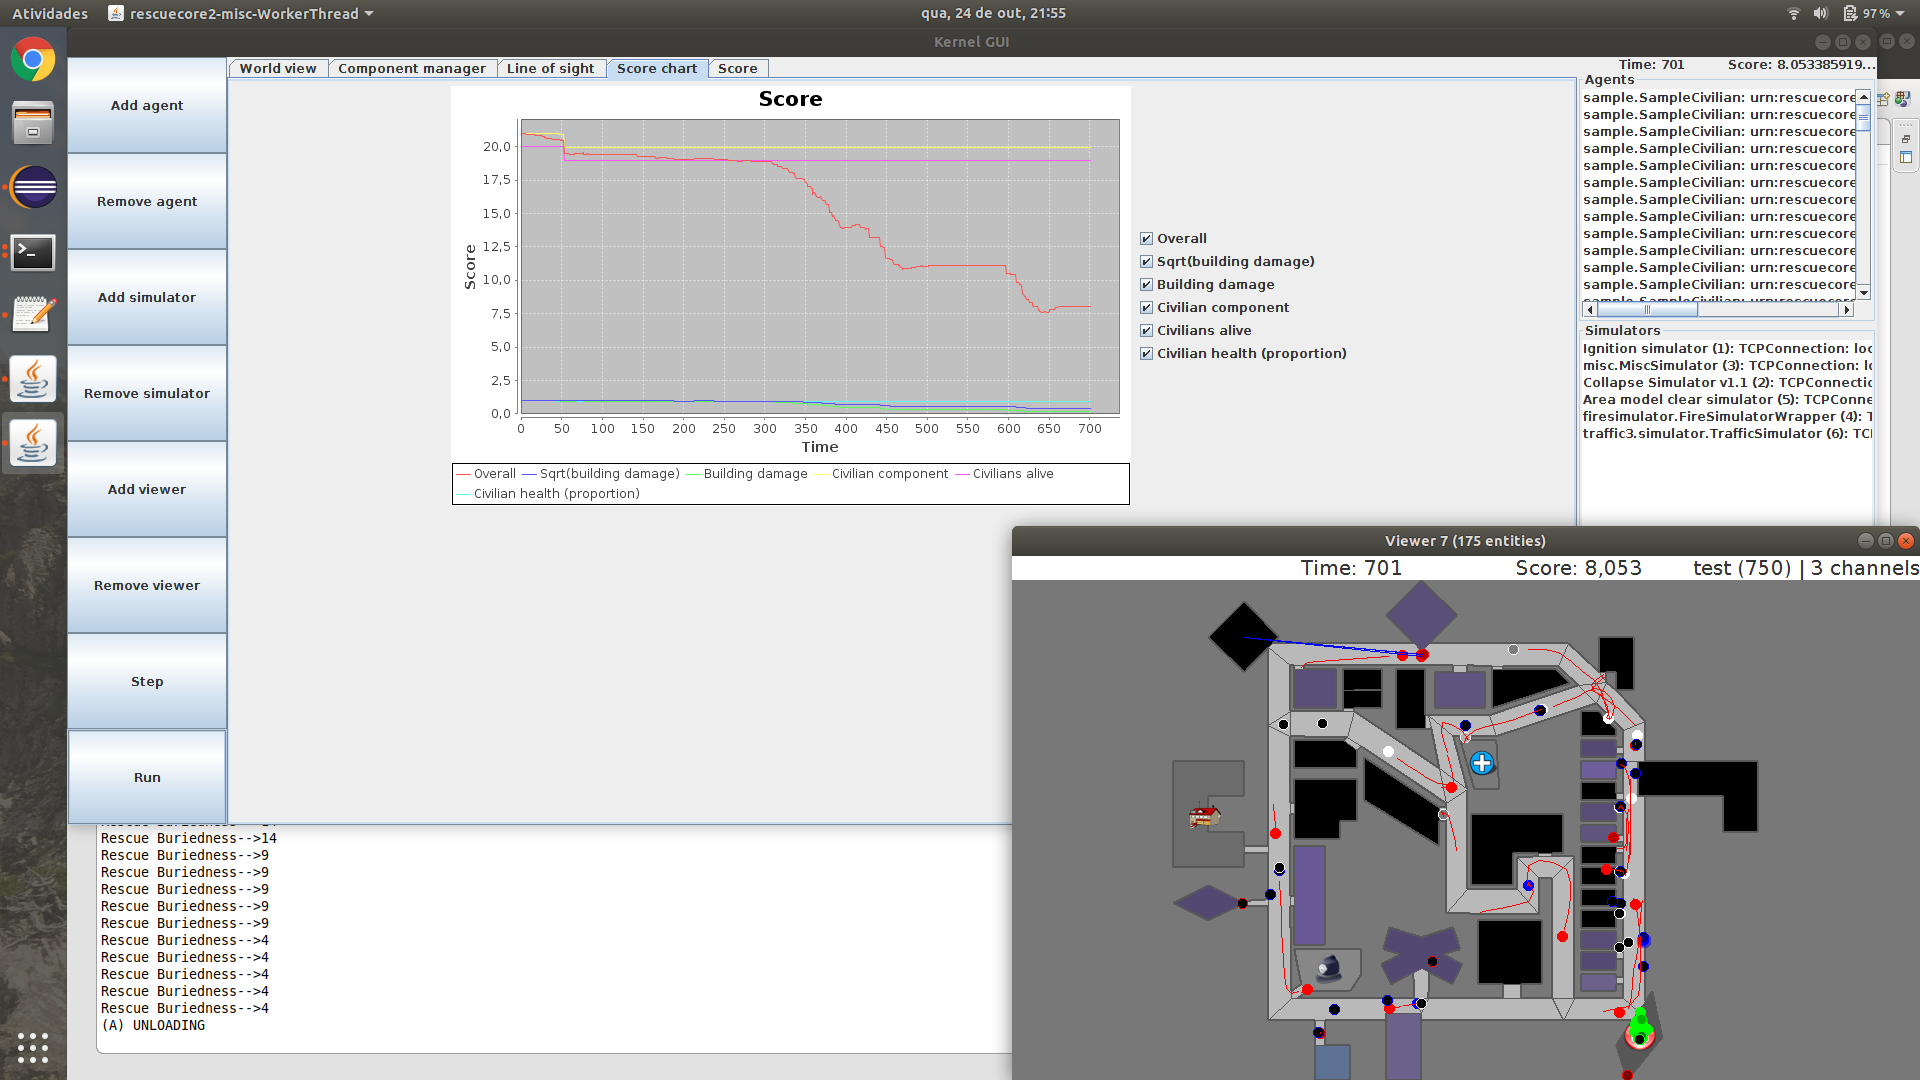 Atividades
rescuecore2-misc-WorkerThread
qua, 24 de out, 21:55
97 %
Kernel GUI
Add agent
Remove agent
Add simulator
Remove simulator
Add viewer
Remove viewer
Step
Run
World view
Component manager
Line of sight
Score chart
Score
Time: 701
Score: 8.053385919...
Score
Score
20,0
17,5
15,0
12,5
10,0
7,5
5,0
2,5
0,0
0 50 100 150 200 250 300 350 400 450 500 550 600 650 700
Time
Overall Sqrt(building damage) Building damage Civilian component Civilians alive
Civilian health (proportion)
Overall
Sqrt(building damage)
Building damage
Civilian component
Civilians alive
Civilian health (proportion)
Agents
sample.SampleCivilian: urn:rescuecore
sample.SampleCivilian: urn:rescuecore
sample.SampleCivilian: urn:rescuecore
sample.SampleCivilian: urn:rescuecore
sample.SampleCivilian: urn:rescuecore
sample.SampleCivilian: urn:rescuecore
sample.SampleCivilian: urn:rescuecore
sample.SampleCivilian: urn:rescuecore
sample.SampleCivilian: urn:rescuecore
sample.SampleCivilian: urn:rescuecore
sample.SampleCivilian: urn:rescuecore
sample.SampleCivilian: urn:rescuecore
Simulators
Ignition simulator (1): TCPConnection: loc
misc.MiscSimulator (3): TCPConnection: l
Collapse Simulator v1.1 (2): TCPConnectio
Area model clear simulator (5): TCPConne
firesimulator.FireSimulatorWrapper (4): T
traffic3.simulator.TrafficSimulator (6): TC
Rescue Buriedness-->14
Rescue Buriedness-->9
Rescue Buriedness-->9
Rescue Buriedness-->9
Rescue Buriedness-->9
Rescue Buriedness-->9
Rescue Buriedness-->4
Rescue Buriedness-->4
Rescue Buriedness-->4
Rescue Buriedness-->4
Rescue Buriedness-->4
(A) UNLOADING
Viewer 7 (175 entities)
Time: 701
Score: 8,053
test (750) | 3 channels